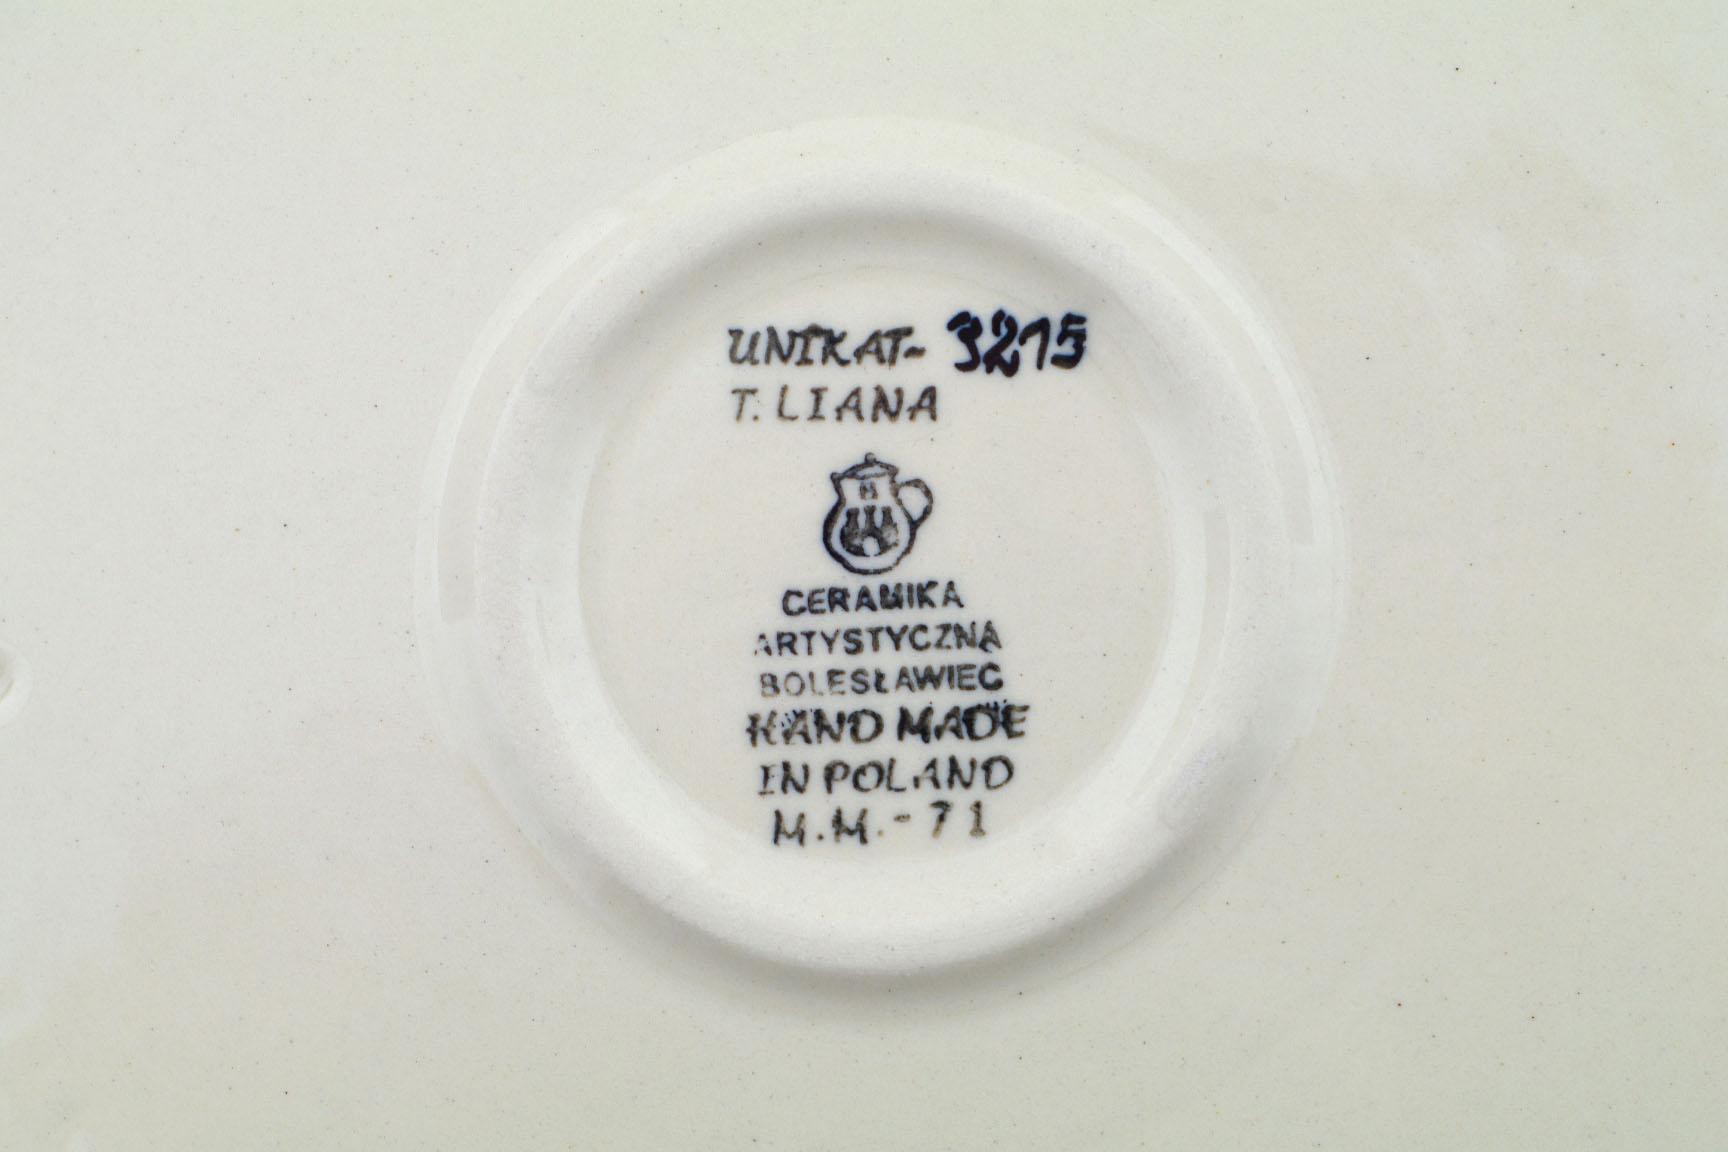 UNIKAT- 3215
T. LIANA
CERAMIKA
ARTYSTYCZNA
BOLESŁAWIEC
HAND MADE
IN POLAND
M.M.-71